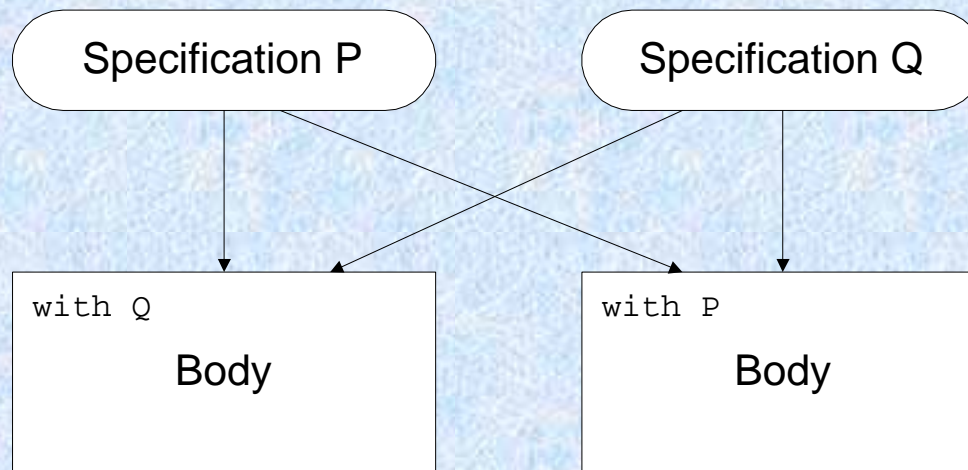 Specification P
Specification Q
with Q
Body
with P
Body